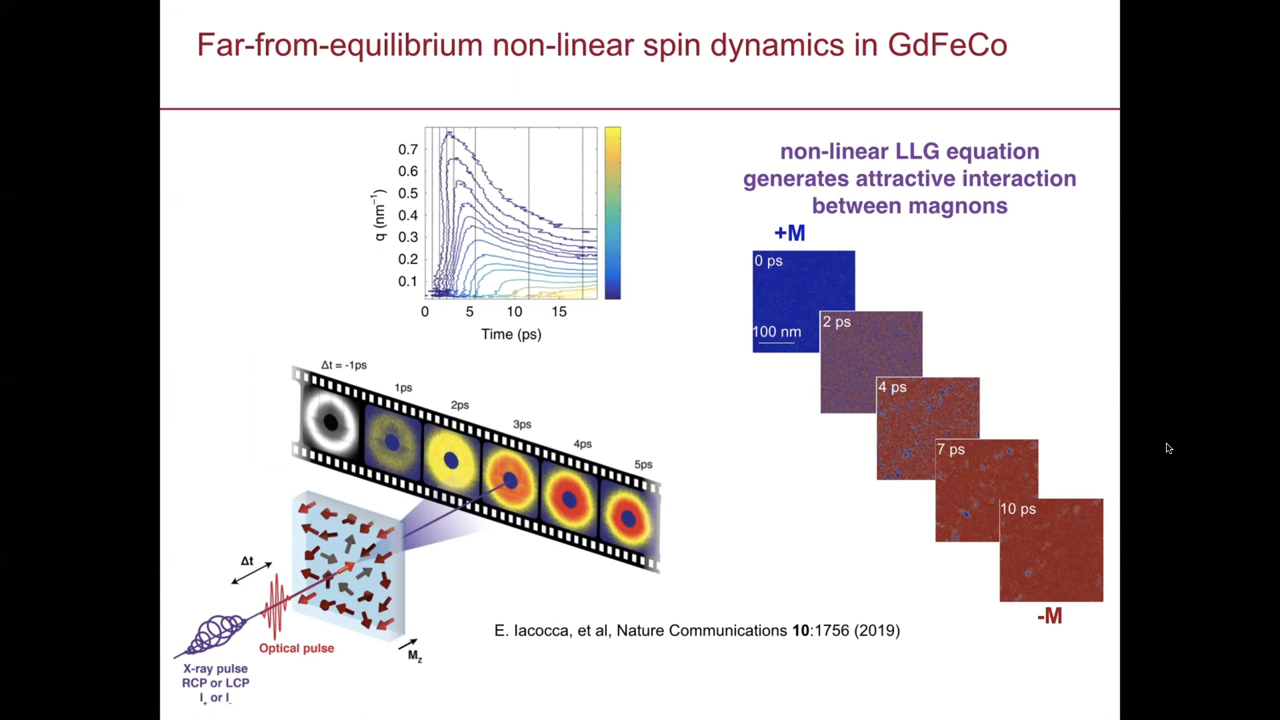 Far-from-equilibrium non-linear spin dynamics in GdFeCo
0.7
0.6
0.5
0.4
0.3
0.2
0.1
q (nm⁻¹)
0 5 10 15
Time (ps)
non-linear LLG equation
generates attractive interaction
between magnons
+M
0 ps
100 nm
2 ps
4 ps
7 ps
10 ps
-M
Δt = -1ps
1ps
2ps
3ps
4ps
5ps
Δt
Optical pulse
M_z
X-ray pulse
RCP or LCP
I₊ or I₋
E. Iacocca, et al, Nature Communications 10:1756 (2019)